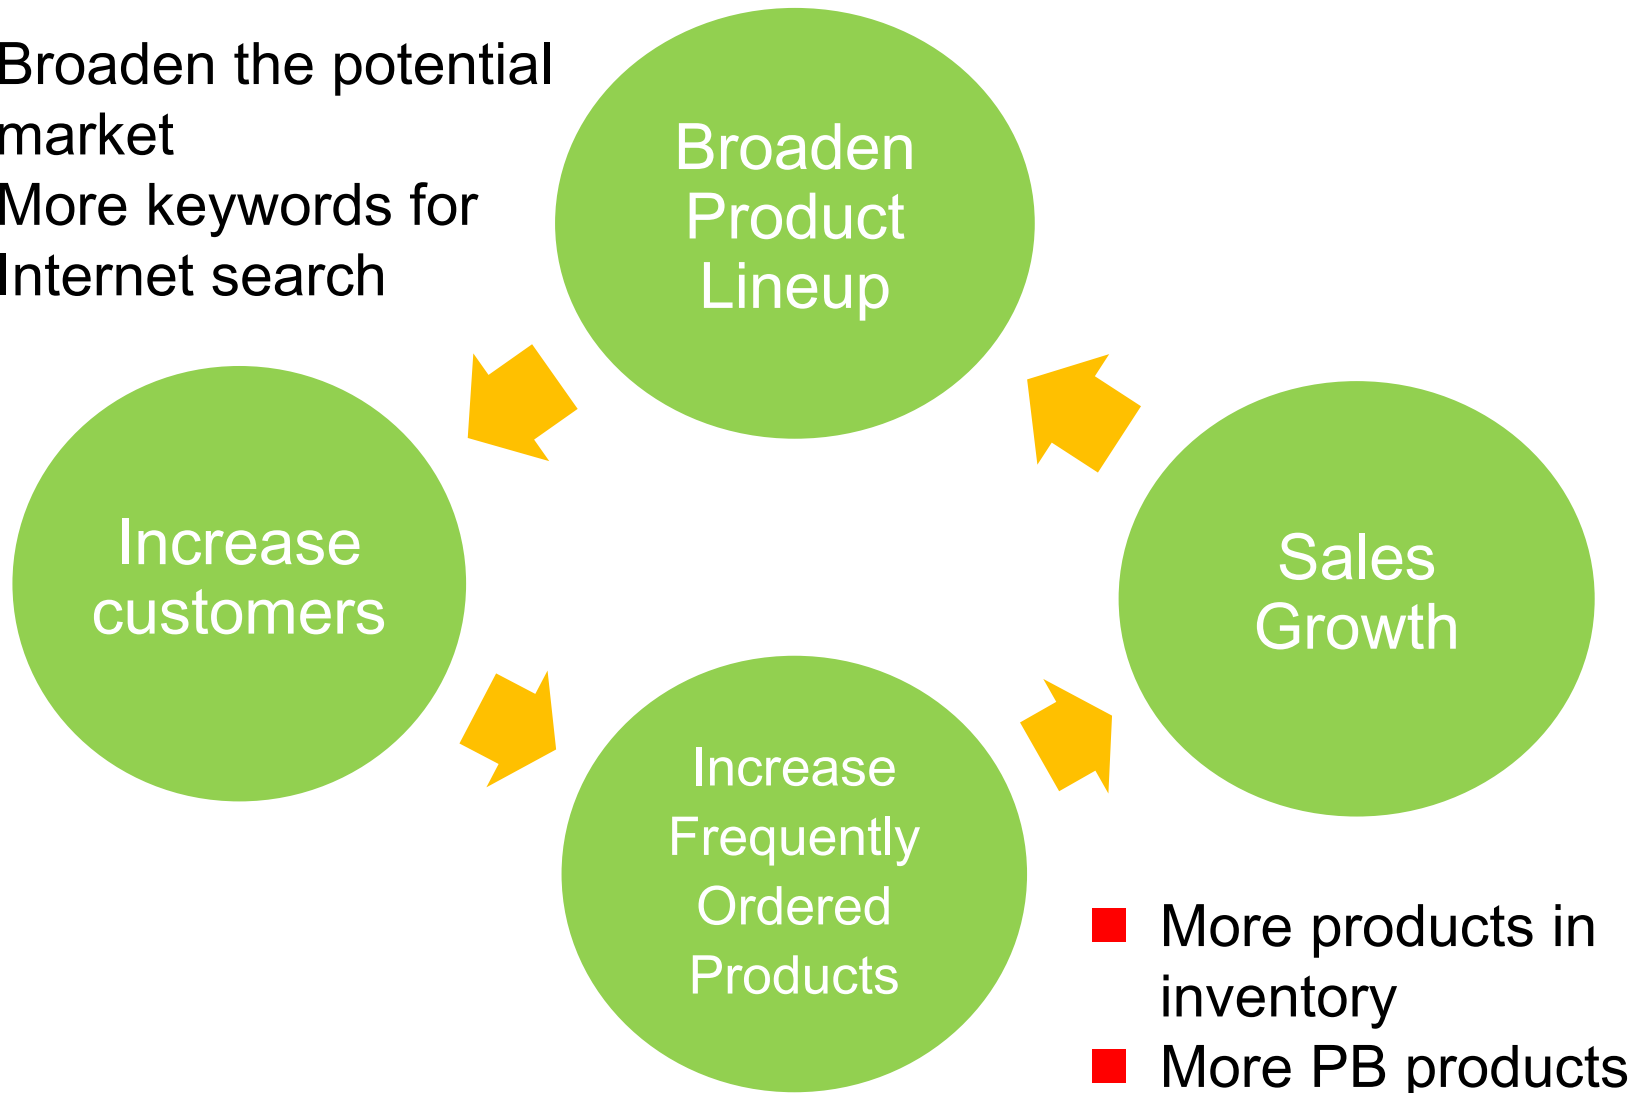 Broaden the potential
market
More keywords for
Internet search
Broaden
Product
Lineup
Increase
customers
Sales
Growth
Increase
Frequently
Ordered
Products
More products in
inventory
More PB products